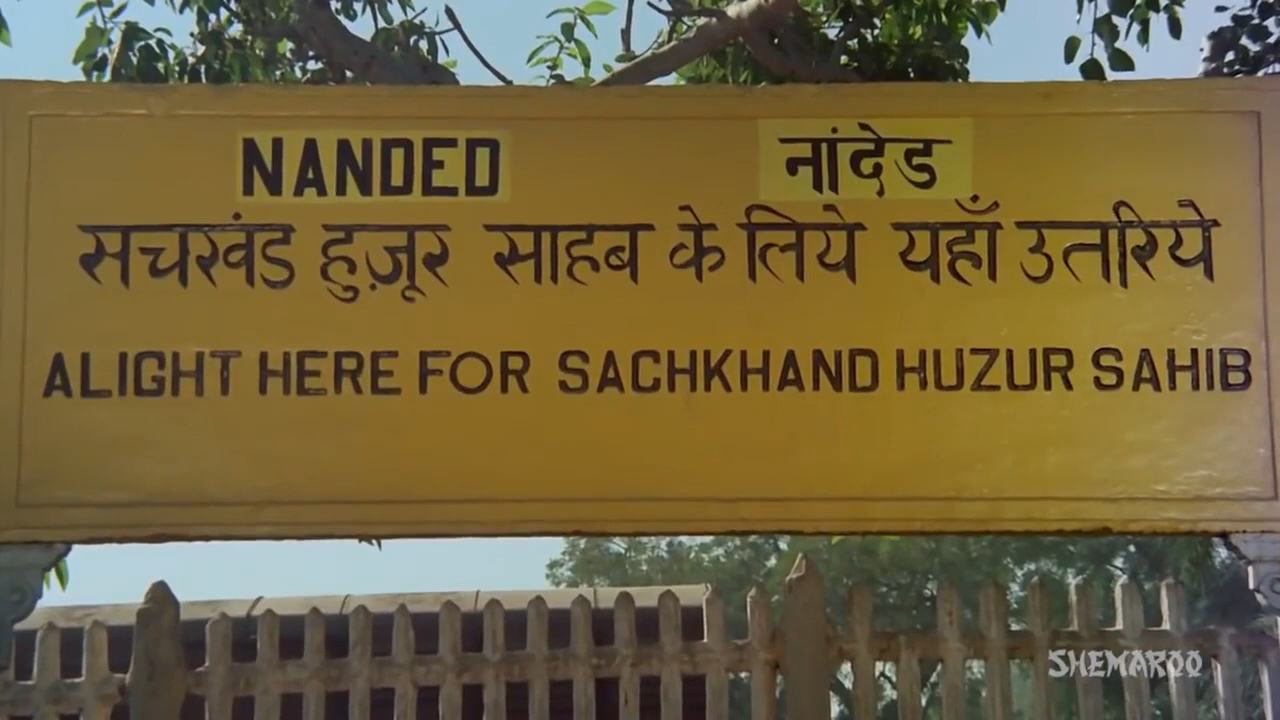 NANDED नांदेड
सचखंड हुज़ूर साहब के लिये यहाँ उतरिये
ALIGHT HERE FOR SACHKHAND HUZUR SAHIB
SHEMAROO